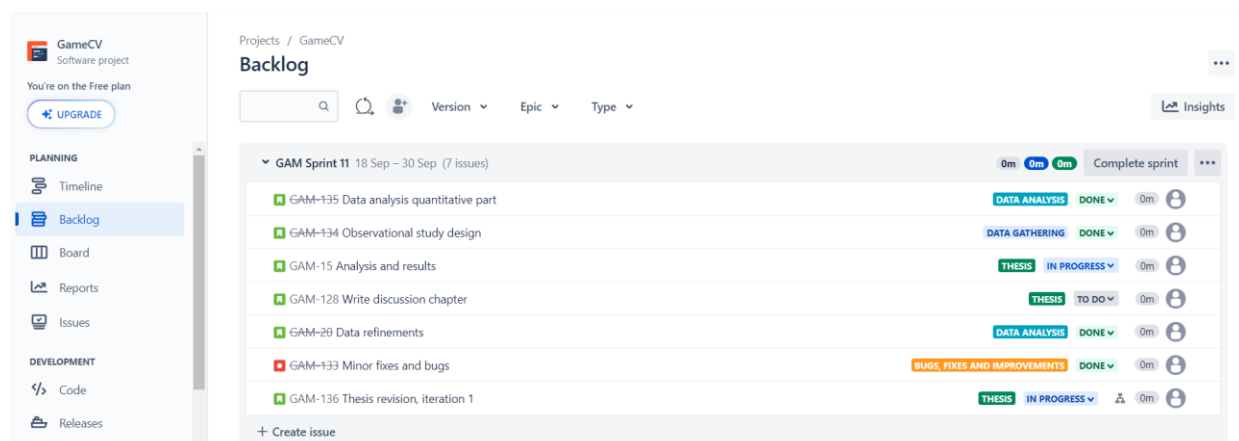 GameCV
Software project
You're on the Free plan
UPGRADE
PLANNING
Timeline
Backlog
Board
Reports
Issues
DEVELOPMENT
Code
Releases
Projects / GameCV
Backlog
Version Epic Type Insights
GAM Sprint 11 18 Sep – 30 Sep (7 issues) 0m 0m 0m Complete sprint
GAM-135 Data analysis quantitative part DATA ANALYSIS DONE 0m
GAM-134 Observational study design DATA GATHERING DONE 0m
GAM-15 Analysis and results THESIS IN PROGRESS 0m
GAM-128 Write discussion chapter THESIS TO DO 0m
GAM-20 Data refinements DATA ANALYSIS DONE 0m
GAM-133 Minor fixes and bugs BUGS, FIXES AND IMPROVEMENTS DONE 0m
GAM-136 Thesis revision, iteration 1 THESIS IN PROGRESS 0m
+ Create issue